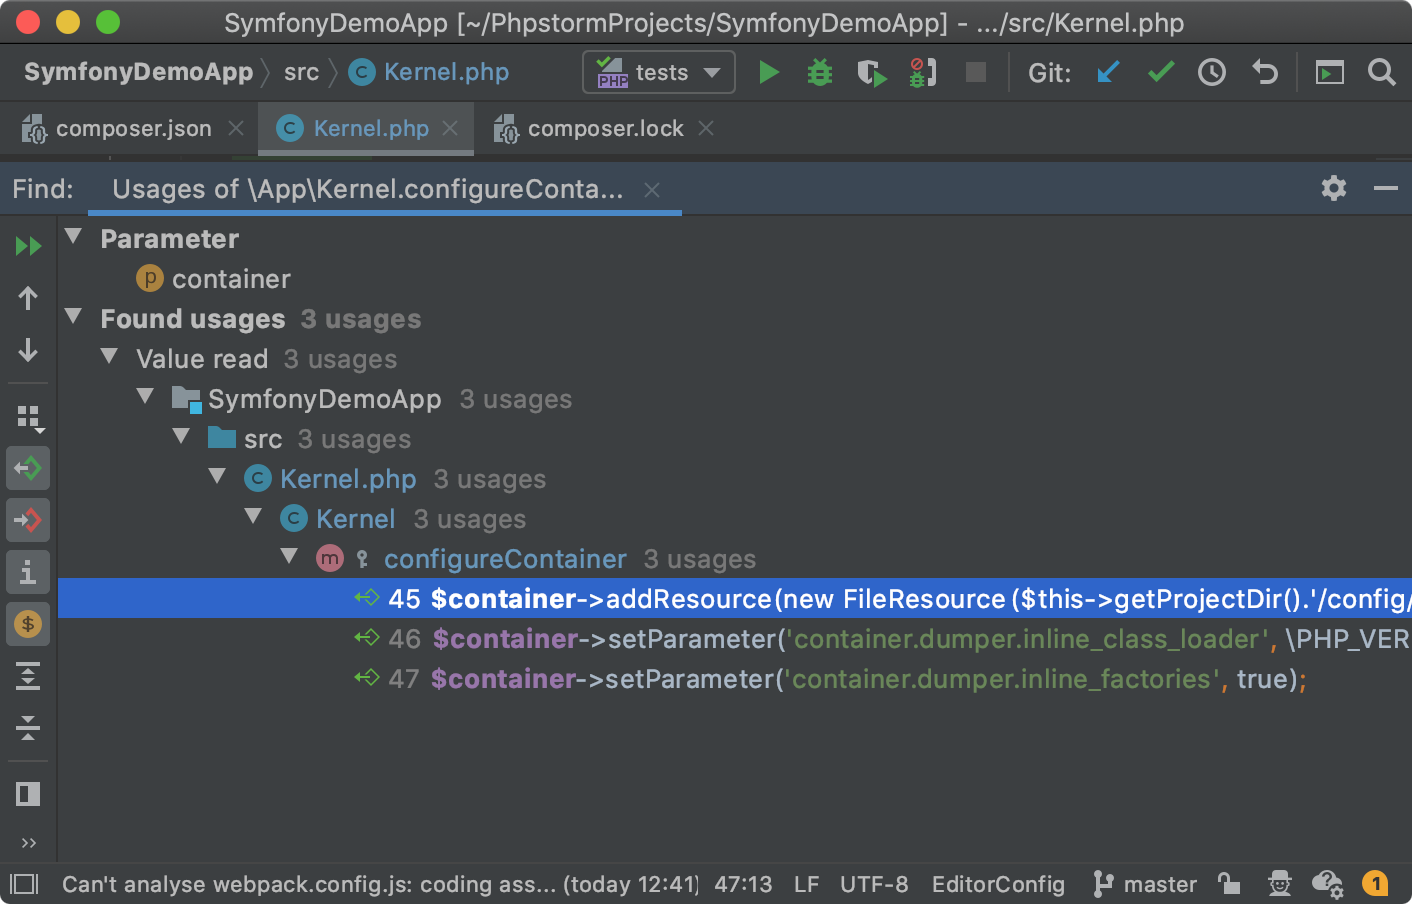 SymfonyDemoApp [~/PhpstormProjects/SymfonyDemoApp] - .../src/Kernel.php
SymfonyDemoApp src C Kernel.php PHP tests Git:
composer.json C Kernel.php composer.lock
Find: Usages of \App\Kernel.configureConta...
Parameter
p container
Found usages 3 usages
Value read 3 usages
SymfonyDemoApp 3 usages
src 3 usages
C Kernel.php 3 usages
C Kernel 3 usages
m configureContainer 3 usages
45 $container->addResource(new FileResource($this->getProjectDir().'/config/
46 $container->setParameter('container.dumper.inline_class_loader', \PHP_VER
47 $container->setParameter('container.dumper.inline_factories', true);
Can't analyse webpack.config.js: coding ass... (today 12:41) 47:13 LF UTF-8 EditorConfig master 1